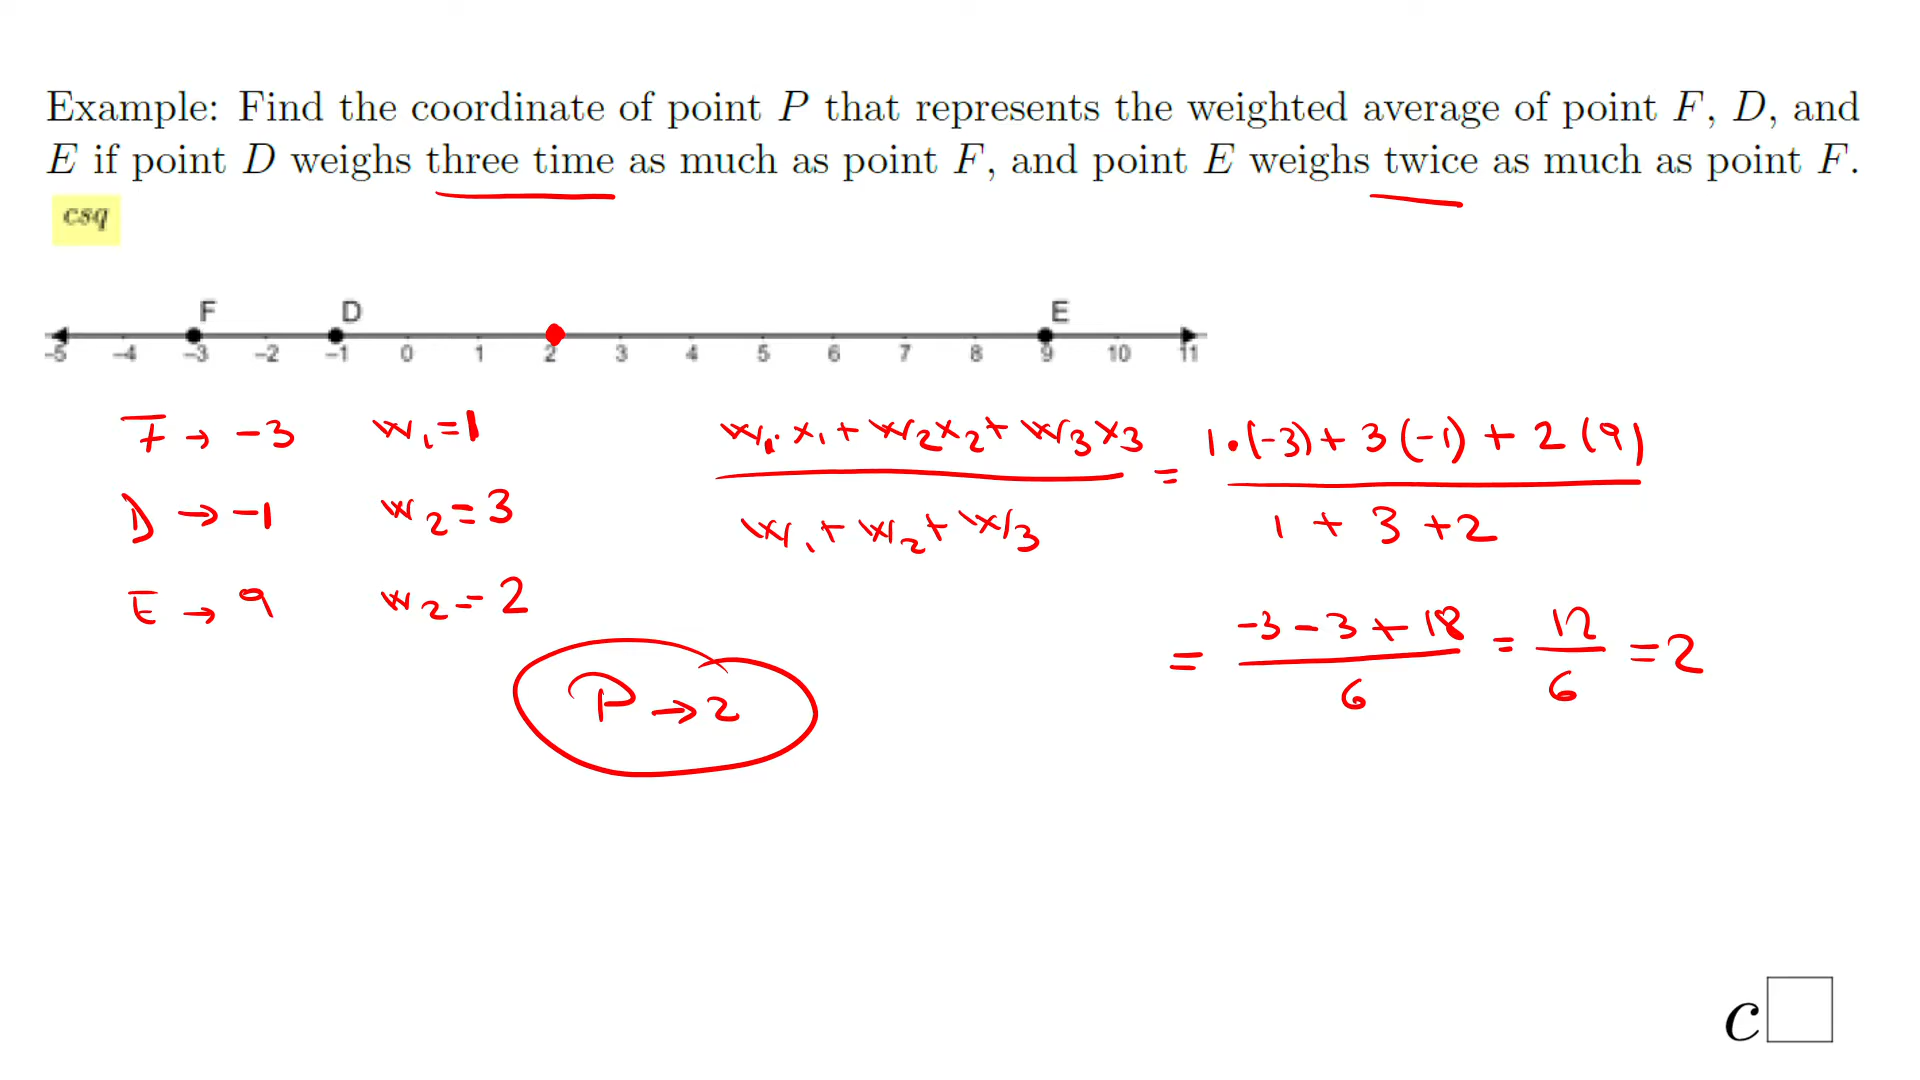 Example: Find the coordinate of point P that represents the weighted average of point F, D, and
E if point D weighs three time as much as point F, and point E weighs twice as much as point F.
csq
F D E
-5 -4 -3 -2 -1 0 1 2 3 4 5 6 7 8 9 10 11
F → -3 w₁=1
D → -1 w₂=3
E → 9 w₂=2
w₁·x₁+w₂x₂+w₃x₃ = 1·(-3)+3(-1)+2(9)
w₁+w₂+w₃ 1+3+2
= -3-3+18 = 12 =2
6 6
P→2
c